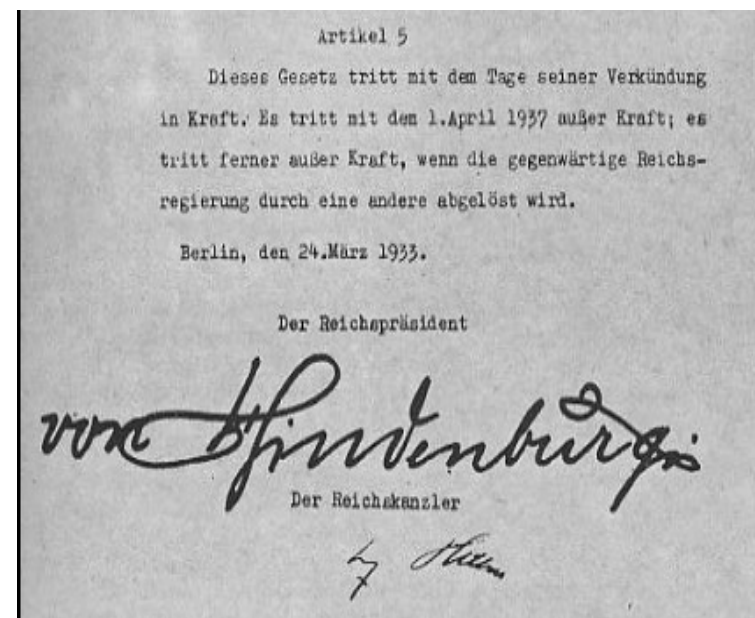 Artikel 5
Dieses Gesetz tritt mit dem Tage seiner Verkündung
in Kraft. Es tritt mit dem 1.April 1937 außer Kraft; es
tritt ferner außer Kraft, wenn die gegenwärtige Reichs-
regierung durch eine andere abgelöst wird.
Berlin, den 24.März 1933.
Der Reichspräsident
von Hindenburg
Der Reichskanzler
Hitler